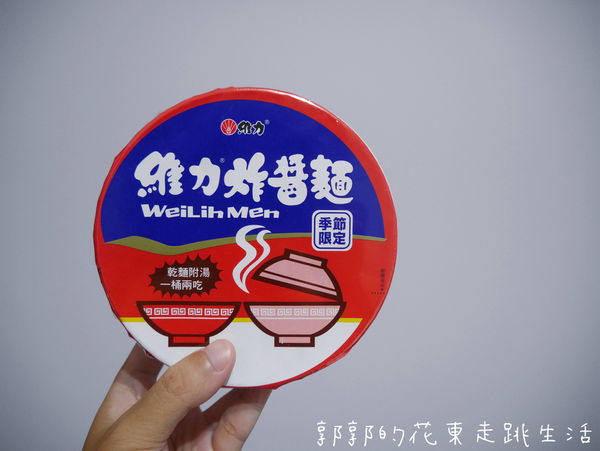 維力®
維力®炸醬麵
WeiLih Men
季節
限定
乾麵附湯
一桶兩吃
郭郭的花東走跳生活